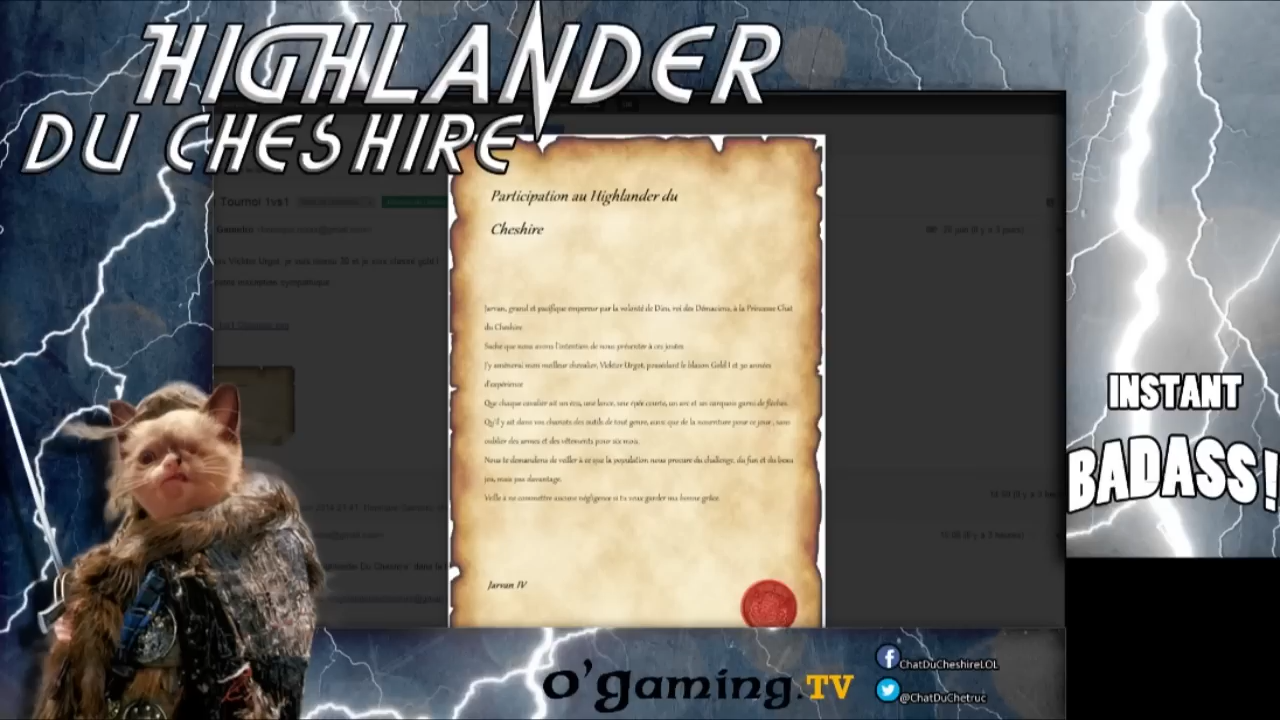 HIGHLANDER
DU CHESHIRE
Participation au Highlander du
Cheshire
Tournoi 1vs1
Jarvan, grand et pacifique empereur par la volonté de Dieu, roi des Démaciens, à la Princesse Chat
du Cheshire
Sache que nous avons l'intention de nous présenter à ces joutes
J'y amènerai mon meilleur chevalier, Vicktor Urgot, possédant le blason Gold I et 30 années
d'expérience
Que chaque cavalier ait un écu, une lance, une épée courte, un arc et un carquois garni de flèches.
Qu'il y ait dans vos chariots des outils de tout genre, ainsi que de la nourriture pour ce jour, sans
oublier des armes et des vêtements pour six mois.
Nous te demandons de veiller à ce que la population nous procure du challenge, du fun et du beau
jeu, mais pas davantage.
Veille à ne commettre aucune négligence si tu veux garder ma bonne grâce.
Jarvan IV
INSTANT
BADASS!
o'gaming.TV
ChatDuCheshireLOL
@ChatDuChetruc